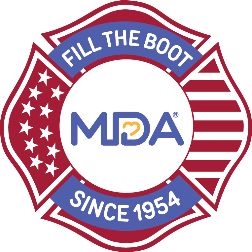 FILL THE BOOT
MDA®
SINCE 1954